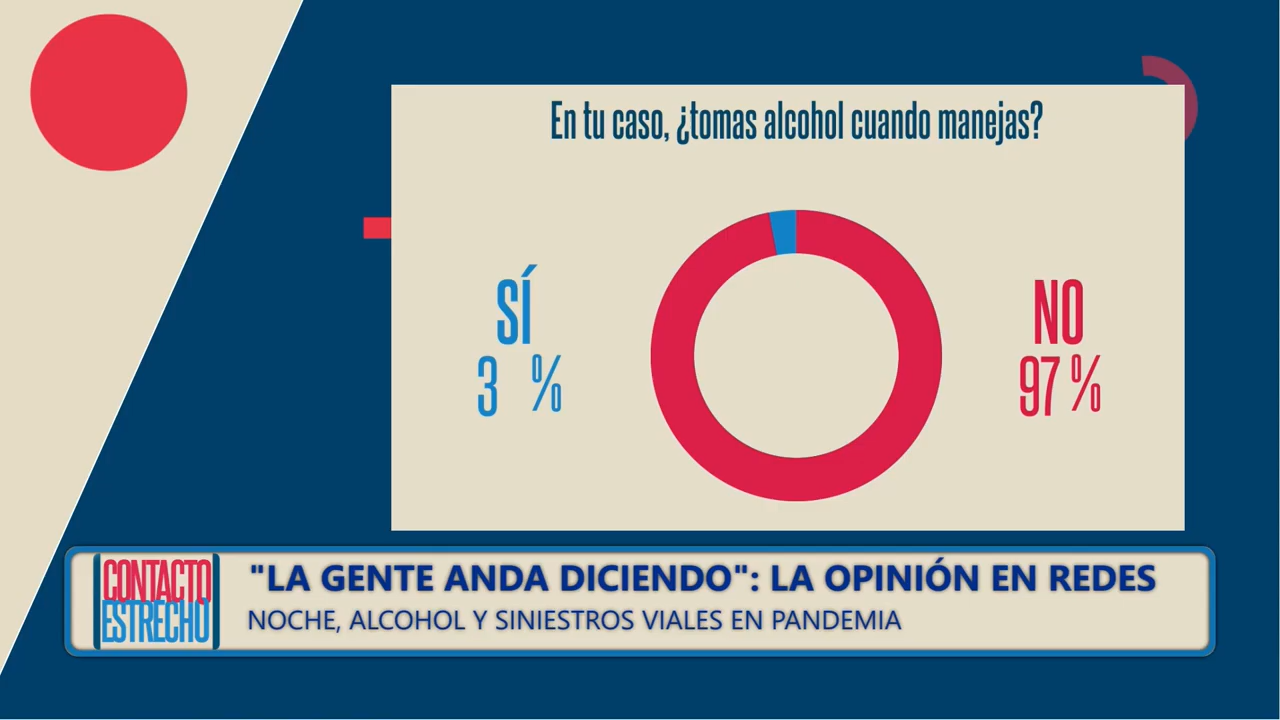 En tu caso, ¿tomas alcohol cuando manejas?
SÍ
3 %
NO
97 %
CONTACTO
ESTRECHO
"LA GENTE ANDA DICIENDO": LA OPINIÓN EN REDES
NOCHE, ALCOHOL Y SINIESTROS VIALES EN PANDEMIA